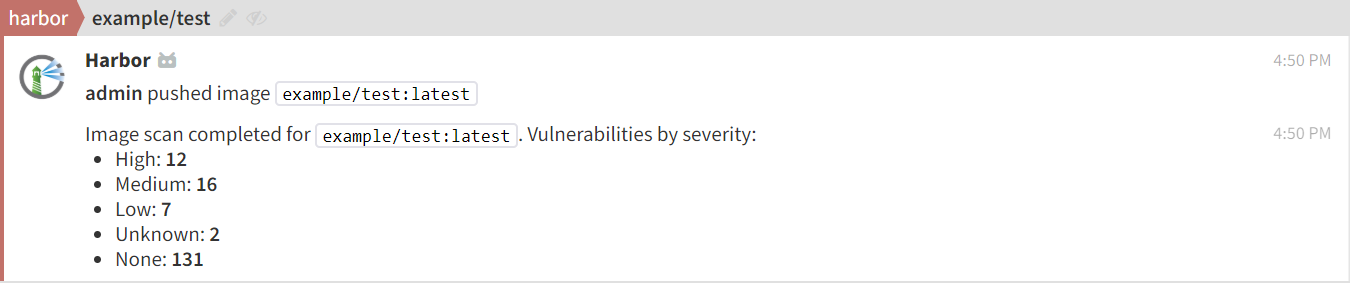 harbor example/test
Harbor 4:50 PM
admin pushed image example/test:latest
Image scan completed for example/test:latest. Vulnerabilities by severity: 4:50 PM
• High: 12
• Medium: 16
• Low: 7
• Unknown: 2
• None: 131